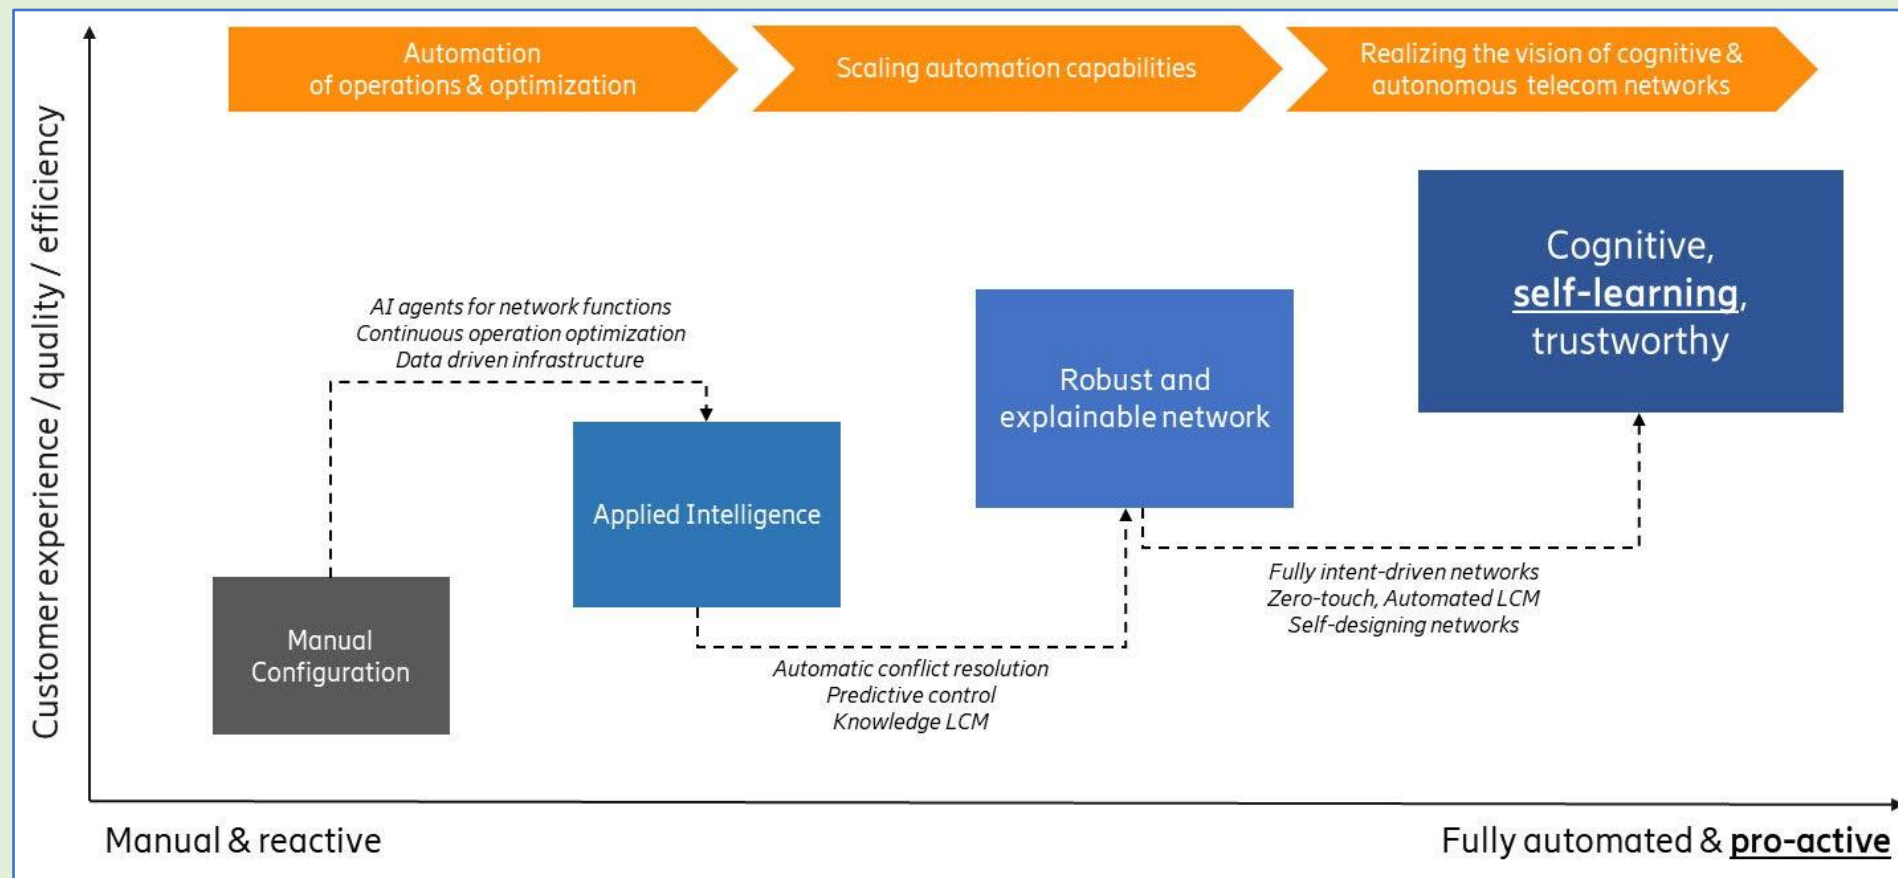 Automation
of operations & optimization
Scaling automation capabilities
Realizing the vision of cognitive &
autonomous telecom networks
Customer experience / quality / efficiency
Cognitive,
self-learning,
trustworthy
AI agents for network functions
Continuous operation optimization
Data driven infrastructure
Robust and
explainable network
Applied Intelligence
Manual
Configuration
Fully intent-driven networks
Zero-touch, Automated LCM
Self-designing networks
Automatic conflict resolution
Predictive control
Knowledge LCM
Manual & reactive
Fully automated & pro-active